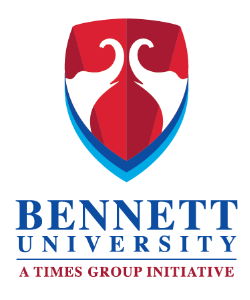 BENNETT
UNIVERSITY
A TIMES GROUP INITIATIVE